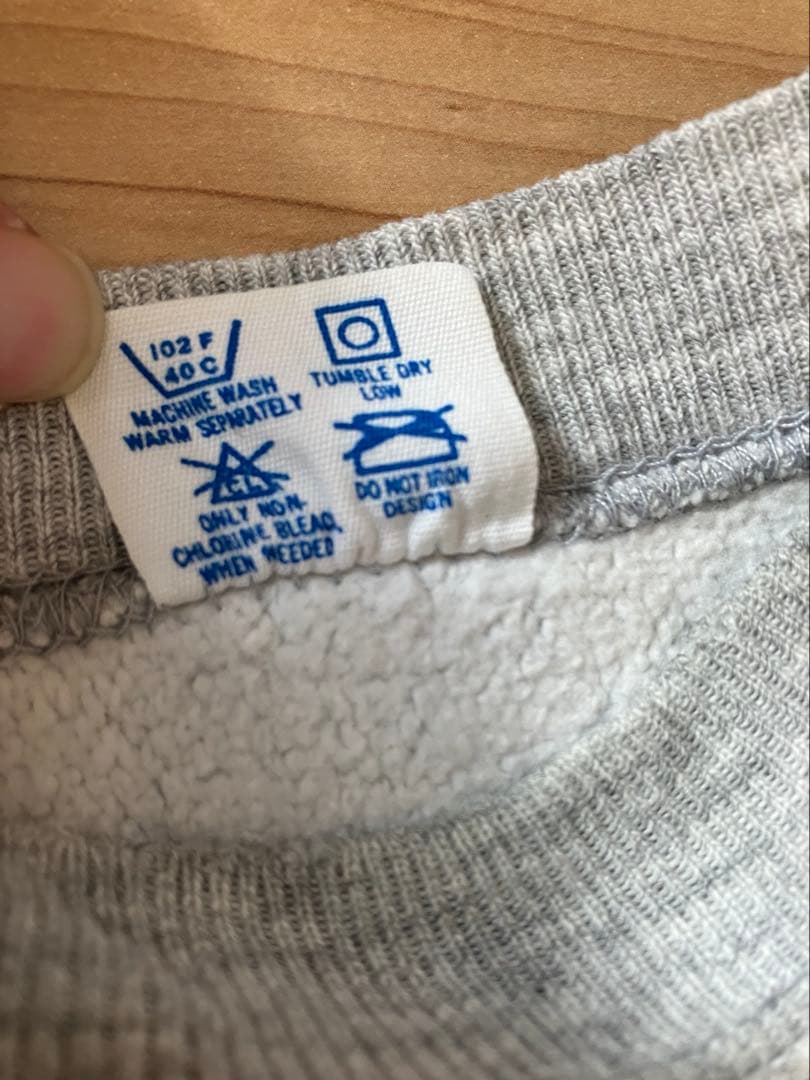 102 F
40 C
MACHINE WASH
WARM SEPARATELY
TUMBLE DRY
LOW
CL
ONLY NON-
CHLORINE BLEAC,
WHEN NEEDED
DO NOT IRON
DESIGN